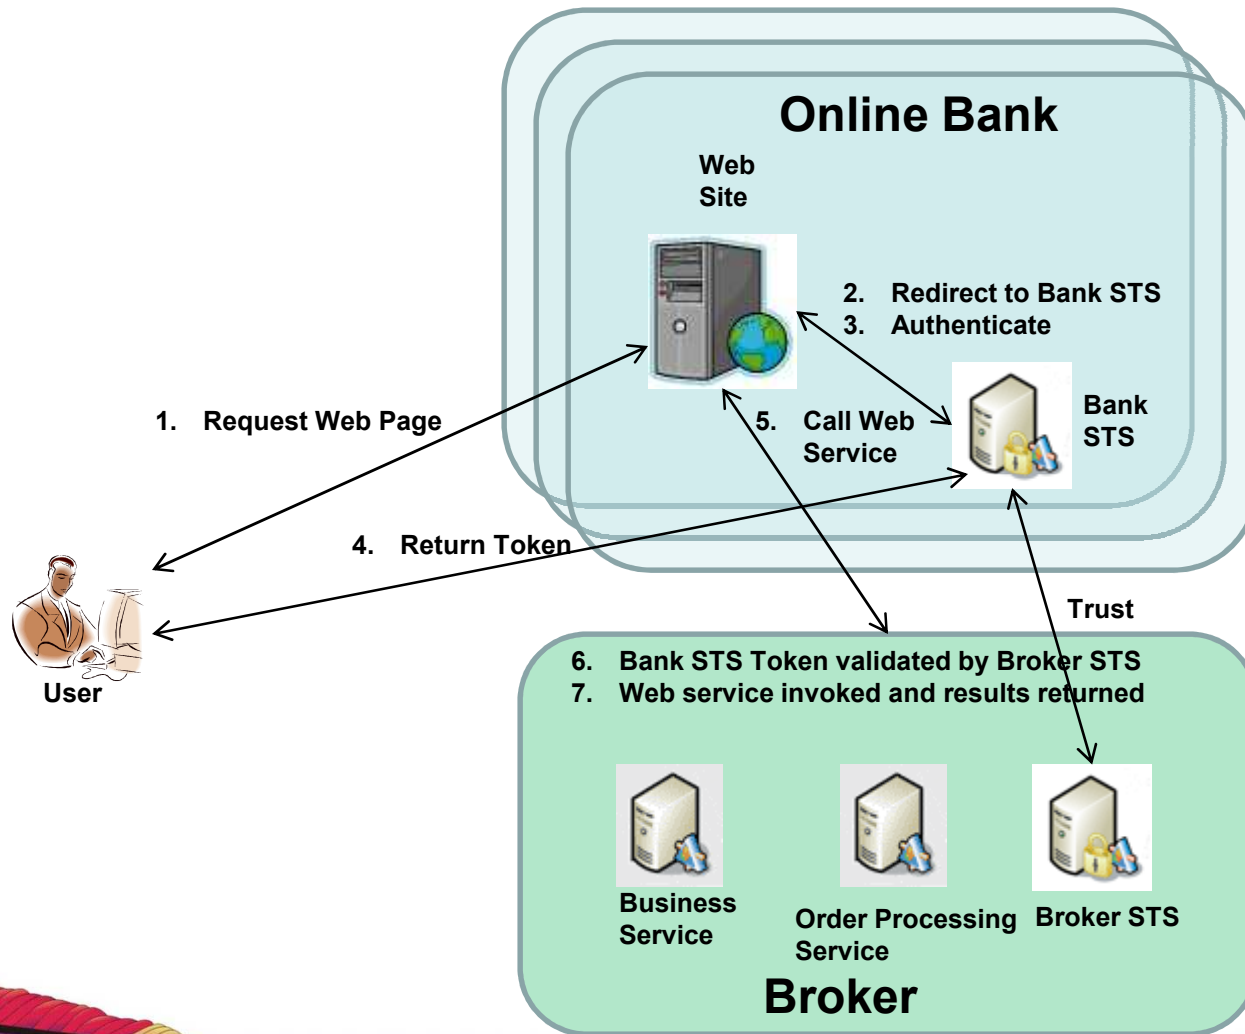 Online Bank
Web
Site
2. Redirect to Bank STS
3. Authenticate
Bank
STS
1. Request Web Page
5. Call Web
Service
4. Return Token
User
Trust
6. Bank STS Token validated by Broker STS
7. Web service invoked and results returned
Business
Service
Order Processing
Service
Broker STS
Broker